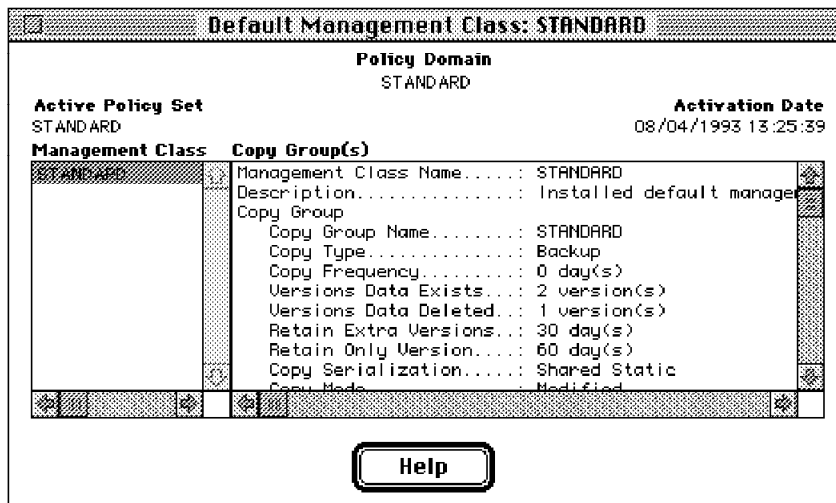 Default Management Class: STANDARD
Policy Domain
STANDARD
Active Policy Set
Activation Date
STANDARD
08/04/1993 13:25:39
Management Class
Copy Group(s)
STANDARD
Management Class Name.....: STANDARD
Description...............: Installed default manager
Copy Group
Copy Group Name........: STANDARD
Copy Type..............: Backup
Copy Frequency.........: 0 day(s)
Versions Data Exists...: 2 version(s)
Versions Data Deleted..: 1 version(s)
Retain Extra Versions..: 30 day(s)
Retain Only Version....: 60 day(s)
Copy Serialization.....: Shared Static
Copy Mode..............: Modified
Help